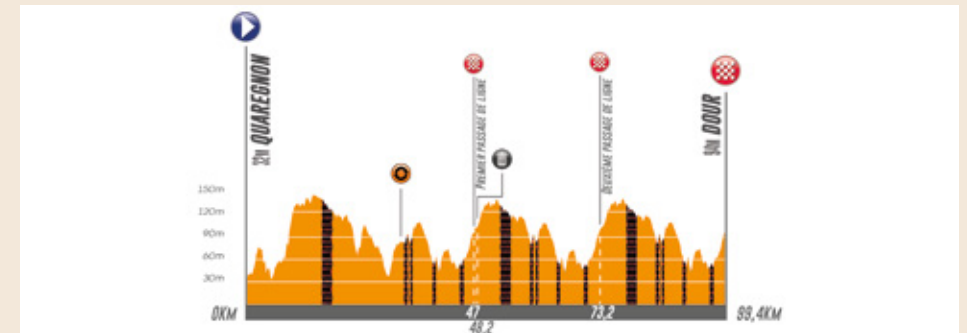 32M QUAREGNON
PREMIER PASSAGE DE LIGNE
DEUXIÈME PASSAGE DE LIGNE
DOUR
150m
120m
90m
60m
30m
0KM
47
48,2
73,2
99,4KM